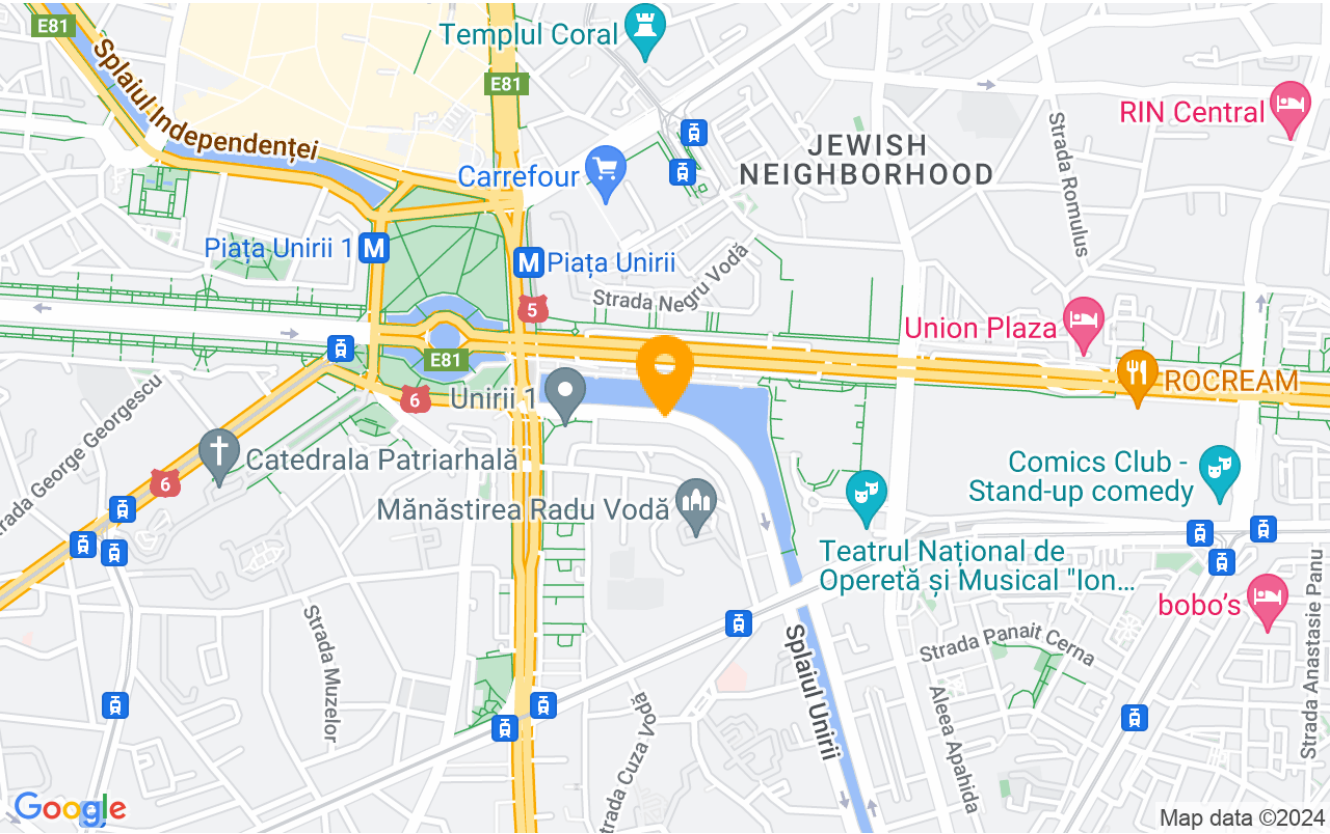 E81
Templul Coral
Splaiul Independenței
E81
RIN Central
JEWISH
NEIGHBORHOOD
Strada Romulus
Carrefour
Piața Unirii 1
M
M
Piața Unirii
Strada Negru Vodă
5
Union Plaza
E81
ROCREAM
6
Unirii 1
Strada George Georgescu
Catedrala Patriarhală
6
Comics Club -
Stand-up comedy
Mănăstirea Radu Vodă
Teatrul Național de
Operetă și Musical "Ion...
bobo's
Strada Panait Cerna
Strada Anastasie Panu
Strada Muzelor
Splaiul Unirii
Aleea Apahida
trada Cuza Vodă
Google
Map data ©2024